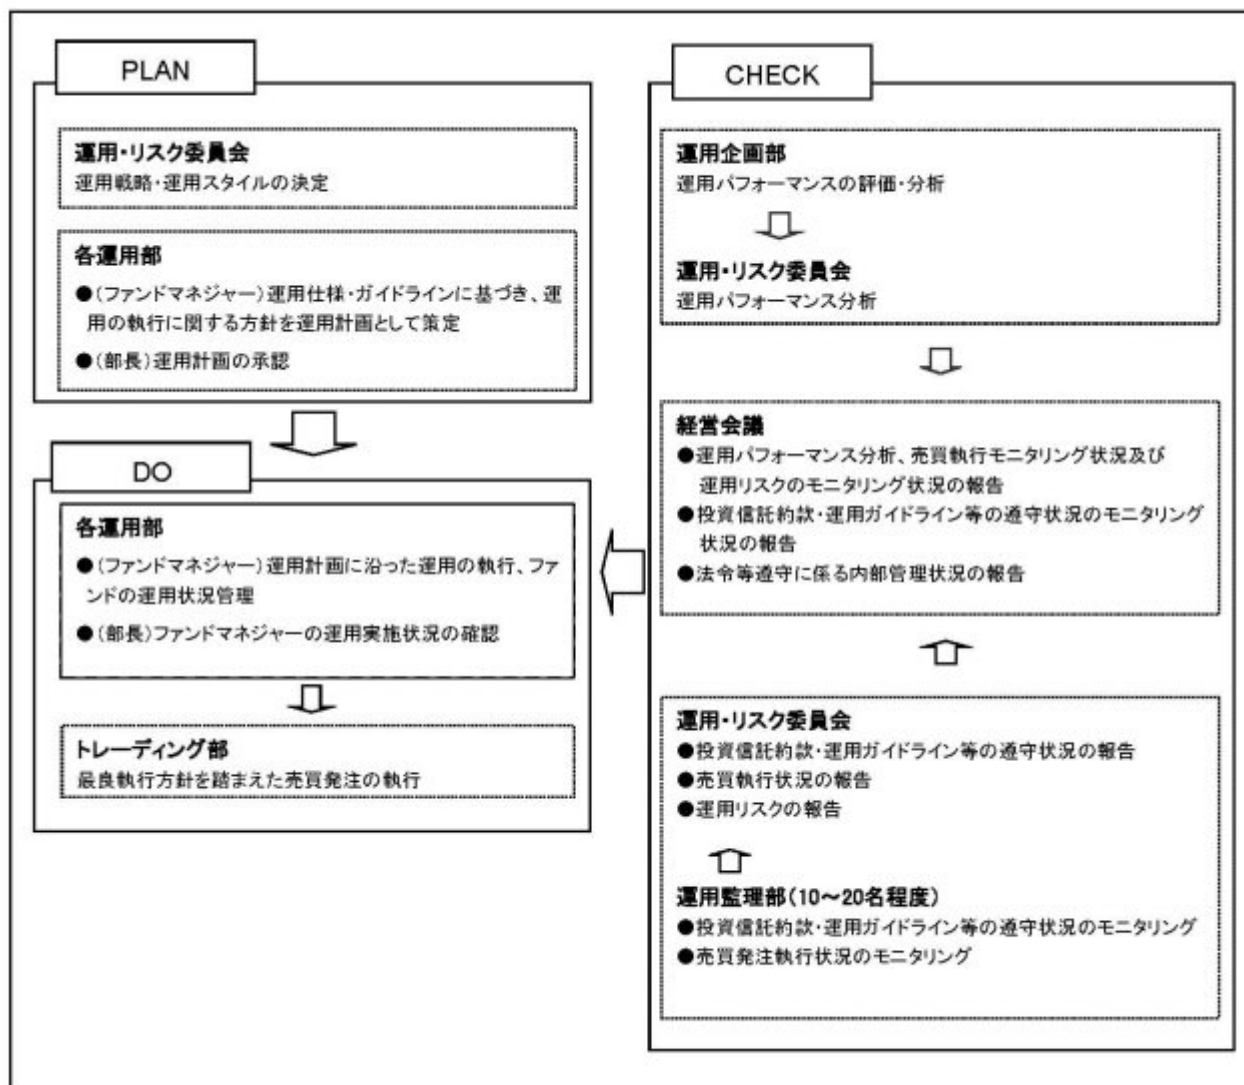 PLAN
運用・リスク委員会
運用戦略・運用スタイルの決定
各運用部
●(ファンドマネジャー)運用仕様・ガイドラインに基づき、運
用の執行に関する方針を運用計画として策定
●(部長)運用計画の承認
DO
各運用部
●(ファンドマネジャー)運用計画に沿った運用の執行、ファ
ンドの運用状況管理
●(部長)ファンドマネジャーの運用実施状況の確認
トレーディング部
最良執行方針を踏まえた売買発注の執行
CHECK
運用企画部
運用パフォーマンスの評価・分析
運用・リスク委員会
運用パフォーマンス分析
経営会議
●運用パフォーマンス分析、売買執行モニタリング状況及び
運用リスクのモニタリング状況の報告
●投資信託約款・運用ガイドライン等の遵守状況のモニタリング
状況の報告
●法令等遵守に係る内部管理状況の報告
運用・リスク委員会
●投資信託約款・運用ガイドライン等の遵守状況の報告
●売買執行状況の報告
●運用リスクの報告
運用監理部(10～20名程度)
●投資信託約款・運用ガイドライン等の遵守状況のモニタリング
●売買発注執行状況のモニタリング